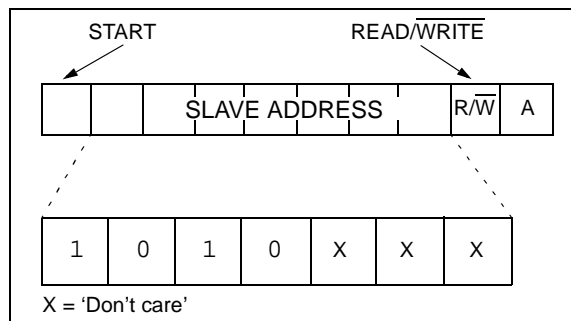 START READ/WRITE
SLAVE ADDRESS R/W A
1 0 1 0 X X X
X = ‘Don’t care’